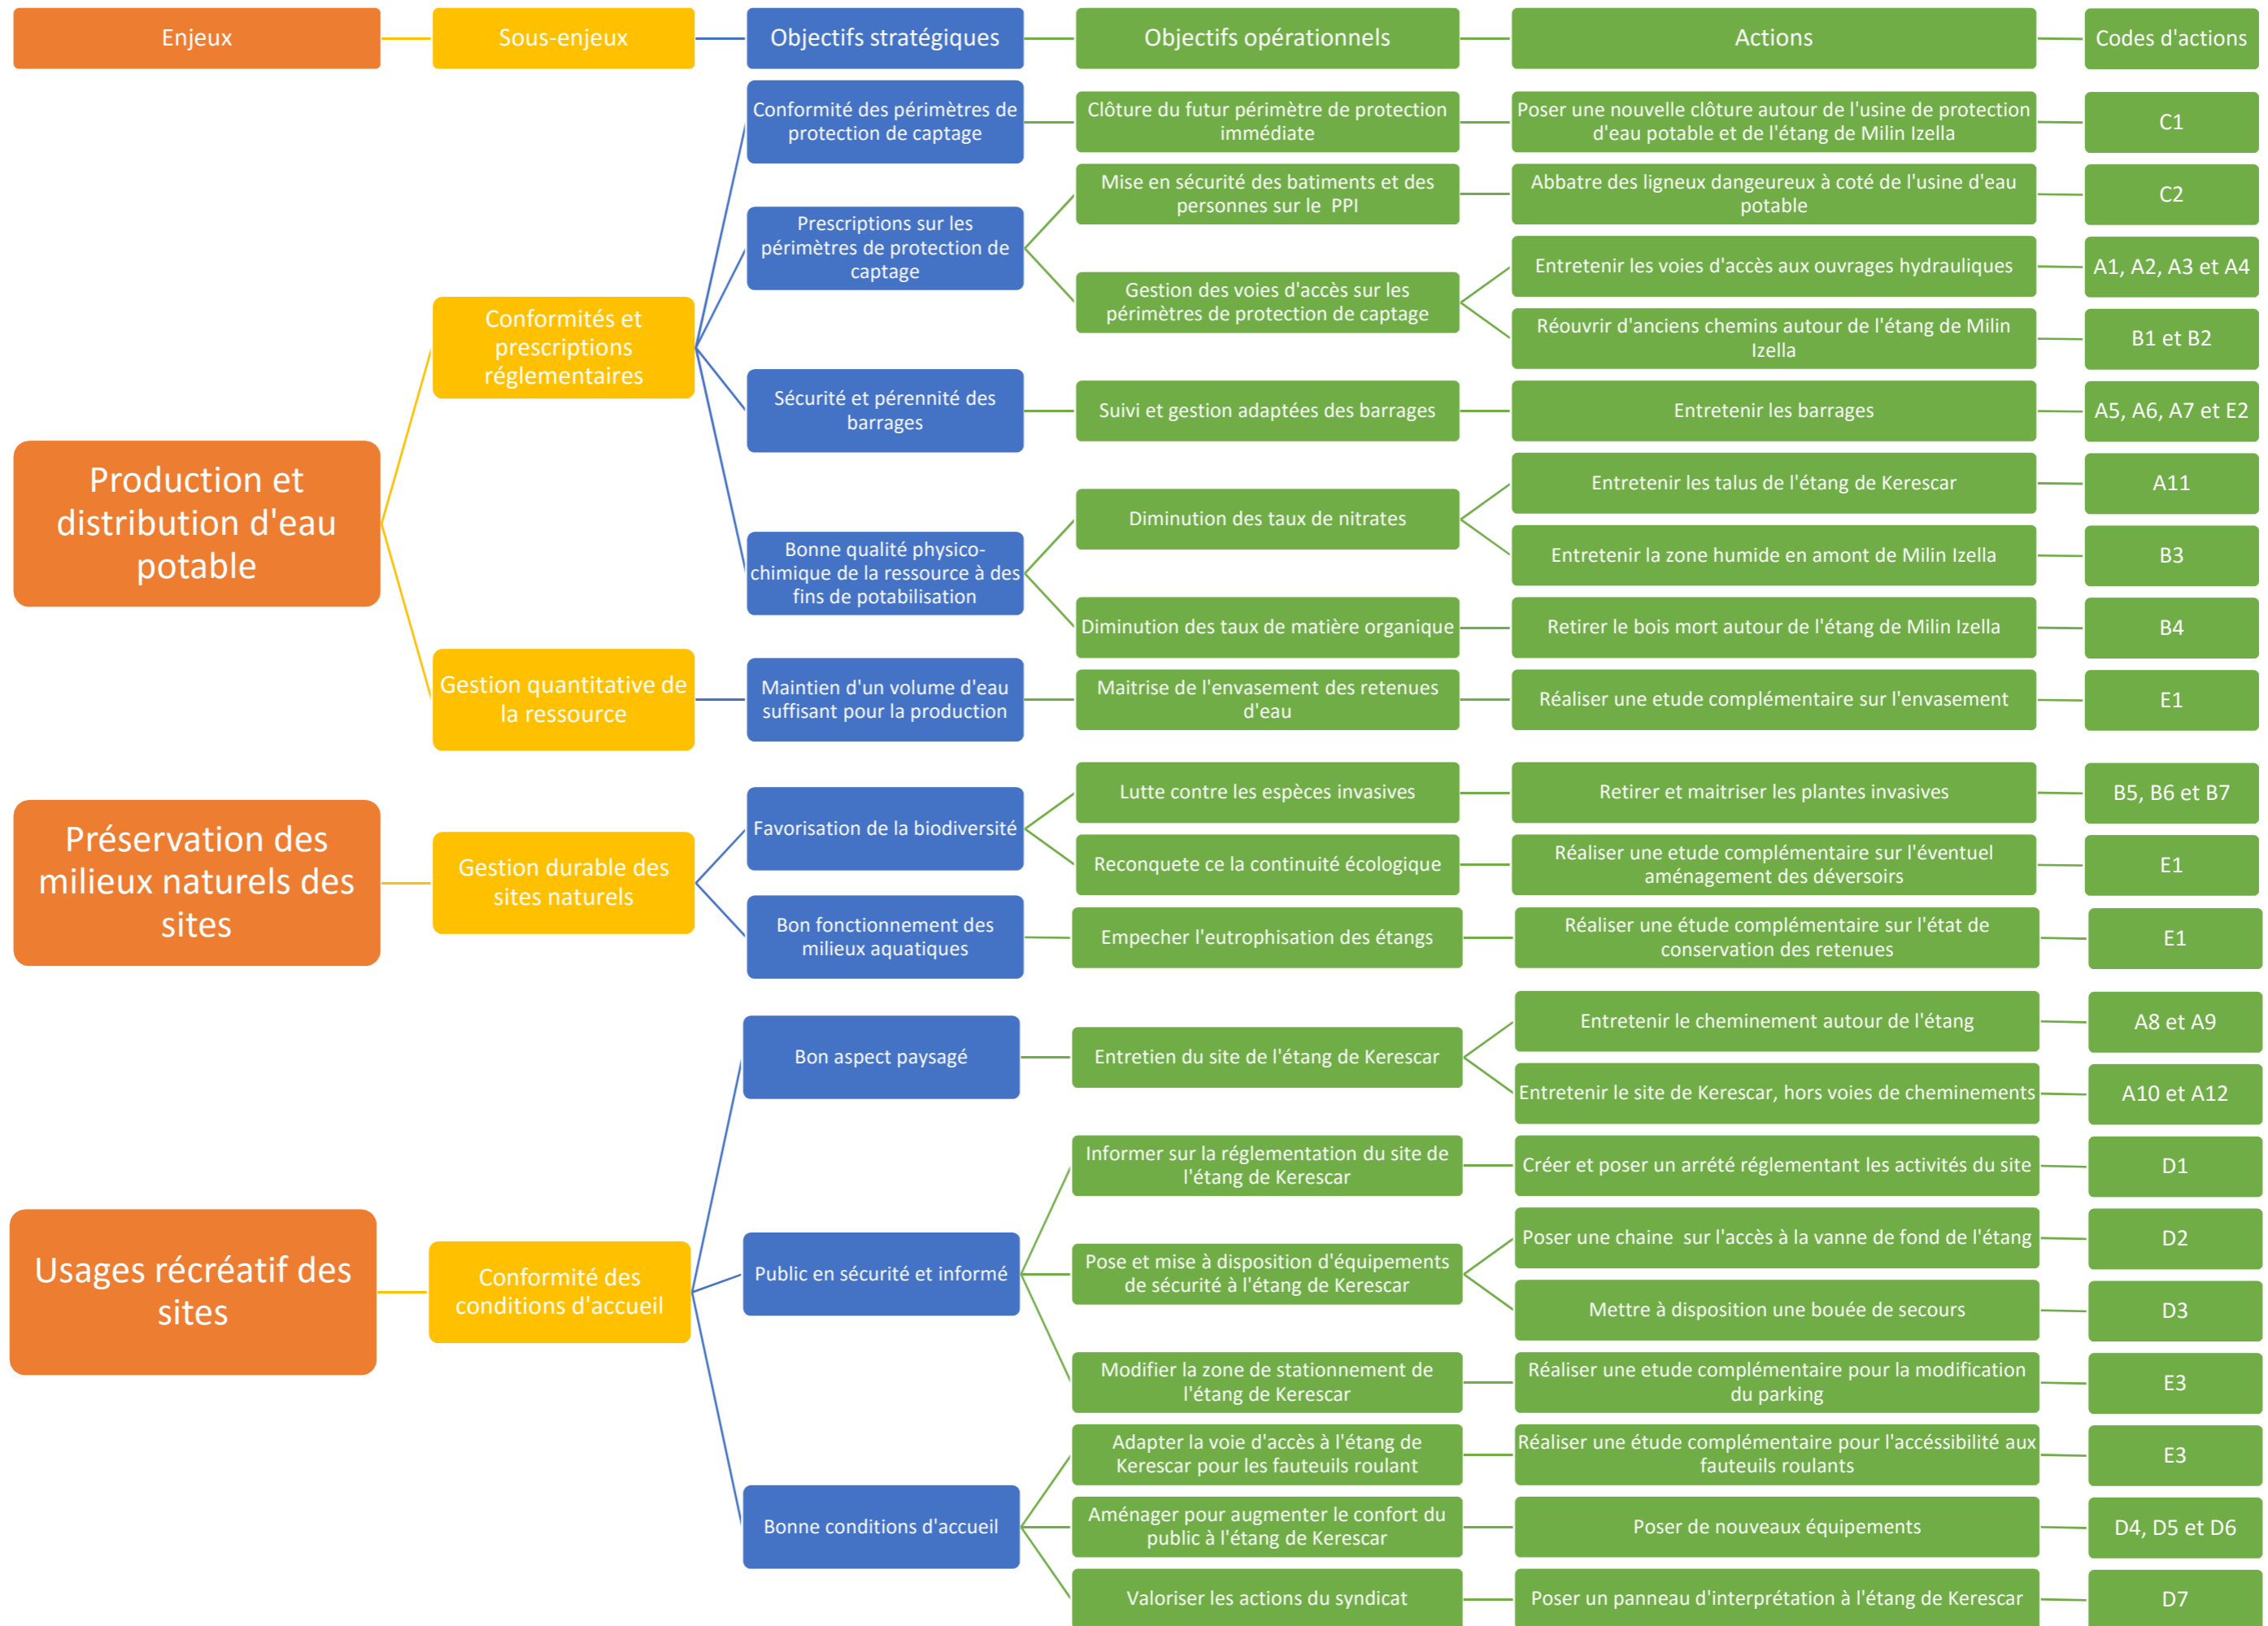 Enjeux
Sous-enjeux
Objectifs stratégiques
Objectifs opérationnels
Actions
Codes d'actions
Production et
distribution d'eau
potable
Conformités et
prescriptions
réglementaires
Conformité des périmètres de
protection de captage
Clôture du futur périmètre de protection
immédiate
Poser une nouvelle clôture autour de l'usine de protection
d'eau potable et de l'étang de Milin Izella
C1
Prescriptions sur les
périmètres de protection de
captage
Mise en sécurité des batiments et des
personnes sur le PPI
Abbatre des ligneux dangeureux à coté de l'usine d'eau
potable
C2
Gestion des voies d'accès sur les
périmètres de protection de captage
Entretenir les voies d'accès aux ouvrages hydrauliques
A1, A2, A3 et A4
Réouvrir d'anciens chemins autour de l'étang de Milin
Izella
B1 et B2
Sécurité et pérennité des
barrages
Suivi et gestion adaptées des barrages
Entretenir les barrages
A5, A6, A7 et E2
Bonne qualité physico-
chimique de la ressource à des
fins de potabilisation
Diminution des taux de nitrates
Entretenir les talus de l'étang de Kerescar
A11
Entretenir la zone humide en amont de Milin Izella
B3
Diminution des taux de matière organique
Retirer le bois mort autour de l'étang de Milin Izella
B4
Gestion quantitative de
la ressource
Maintien d'un volume d'eau
suffisant pour la production
Maitrise de l'envasement des retenues
d'eau
Réaliser une etude complémentaire sur l'envasement
E1
Préservation des
milieux naturels des
sites
Gestion durable des
sites naturels
Favorisation de la biodiversité
Lutte contre les espèces invasives
Retirer et maitriser les plantes invasives
B5, B6 et B7
Reconquete ce la continuité écologique
Réaliser une etude complémentaire sur l'éventuel
aménagement des déversoirs
E1
Bon fonctionnement des
milieux aquatiques
Empecher l'eutrophisation des étangs
Réaliser une étude complémentaire sur l'état de
conservation des retenues
E1
Usages récréatif des
sites
Conformité des
conditions d'accueil
Bon aspect paysagé
Entretien du site de l'étang de Kerescar
Entretenir le cheminement autour de l'étang
A8 et A9
Entretenir le site de Kerescar, hors voies de cheminements
A10 et A12
Public en sécurité et informé
Informer sur la réglementation du site de
l'étang de Kerescar
Créer et poser un arrété réglementant les activités du site
D1
Pose et mise à disposition d'équipements
de sécurité à l'étang de Kerescar
Poser une chaine sur l'accès à la vanne de fond de l'étang
D2
Mettre à disposition une bouée de secours
D3
Modifier la zone de stationnement de
l'étang de Kerescar
Réaliser une etude complémentaire pour la modification
du parking
E3
Bonne conditions d'accueil
Adapter la voie d'accès à l'étang de
Kerescar pour les fauteuils roulant
Réaliser une étude complémentaire pour l'accéssibilité aux
fauteuils roulants
E3
Aménager pour augmenter le confort du
public à l'étang de Kerescar
Poser de nouveaux équipements
D4, D5 et D6
Valoriser les actions du syndicat
Poser un panneau d'interprétation à l'étang de Kerescar
D7